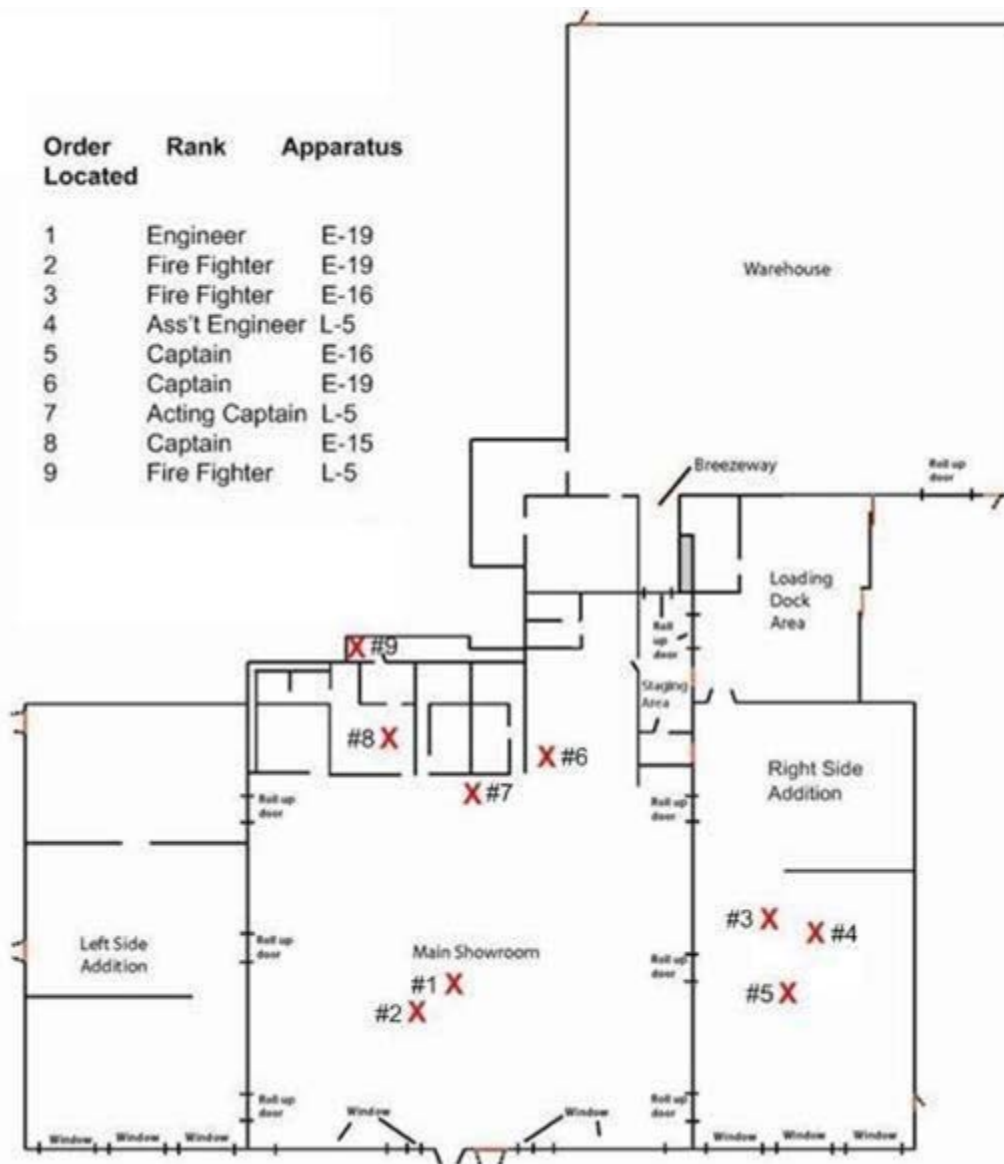 Order Rank Apparatus
Located
1 Engineer E-19
2 Fire Fighter E-19
3 Fire Fighter E-16
4 Ass't Engineer L-5
5 Captain E-16
6 Captain E-19
7 Acting Captain L-5
8 Captain E-15
9 Fire Fighter L-5
Warehouse
Breezeway
Roll up
door
Loading
Dock
Area
Roll
up
door
#9
Staging
Area
#8
#6
Right Side
Addition
#7
Roll up
door
Roll up
door
#3
#4
Left Side
Addition
Roll up
door
Main Showroom
Roll up
door
#1
#5
#2
Roll up
door
Roll up
door
Window
Window
Window
Window
Window
Window
Window
Window